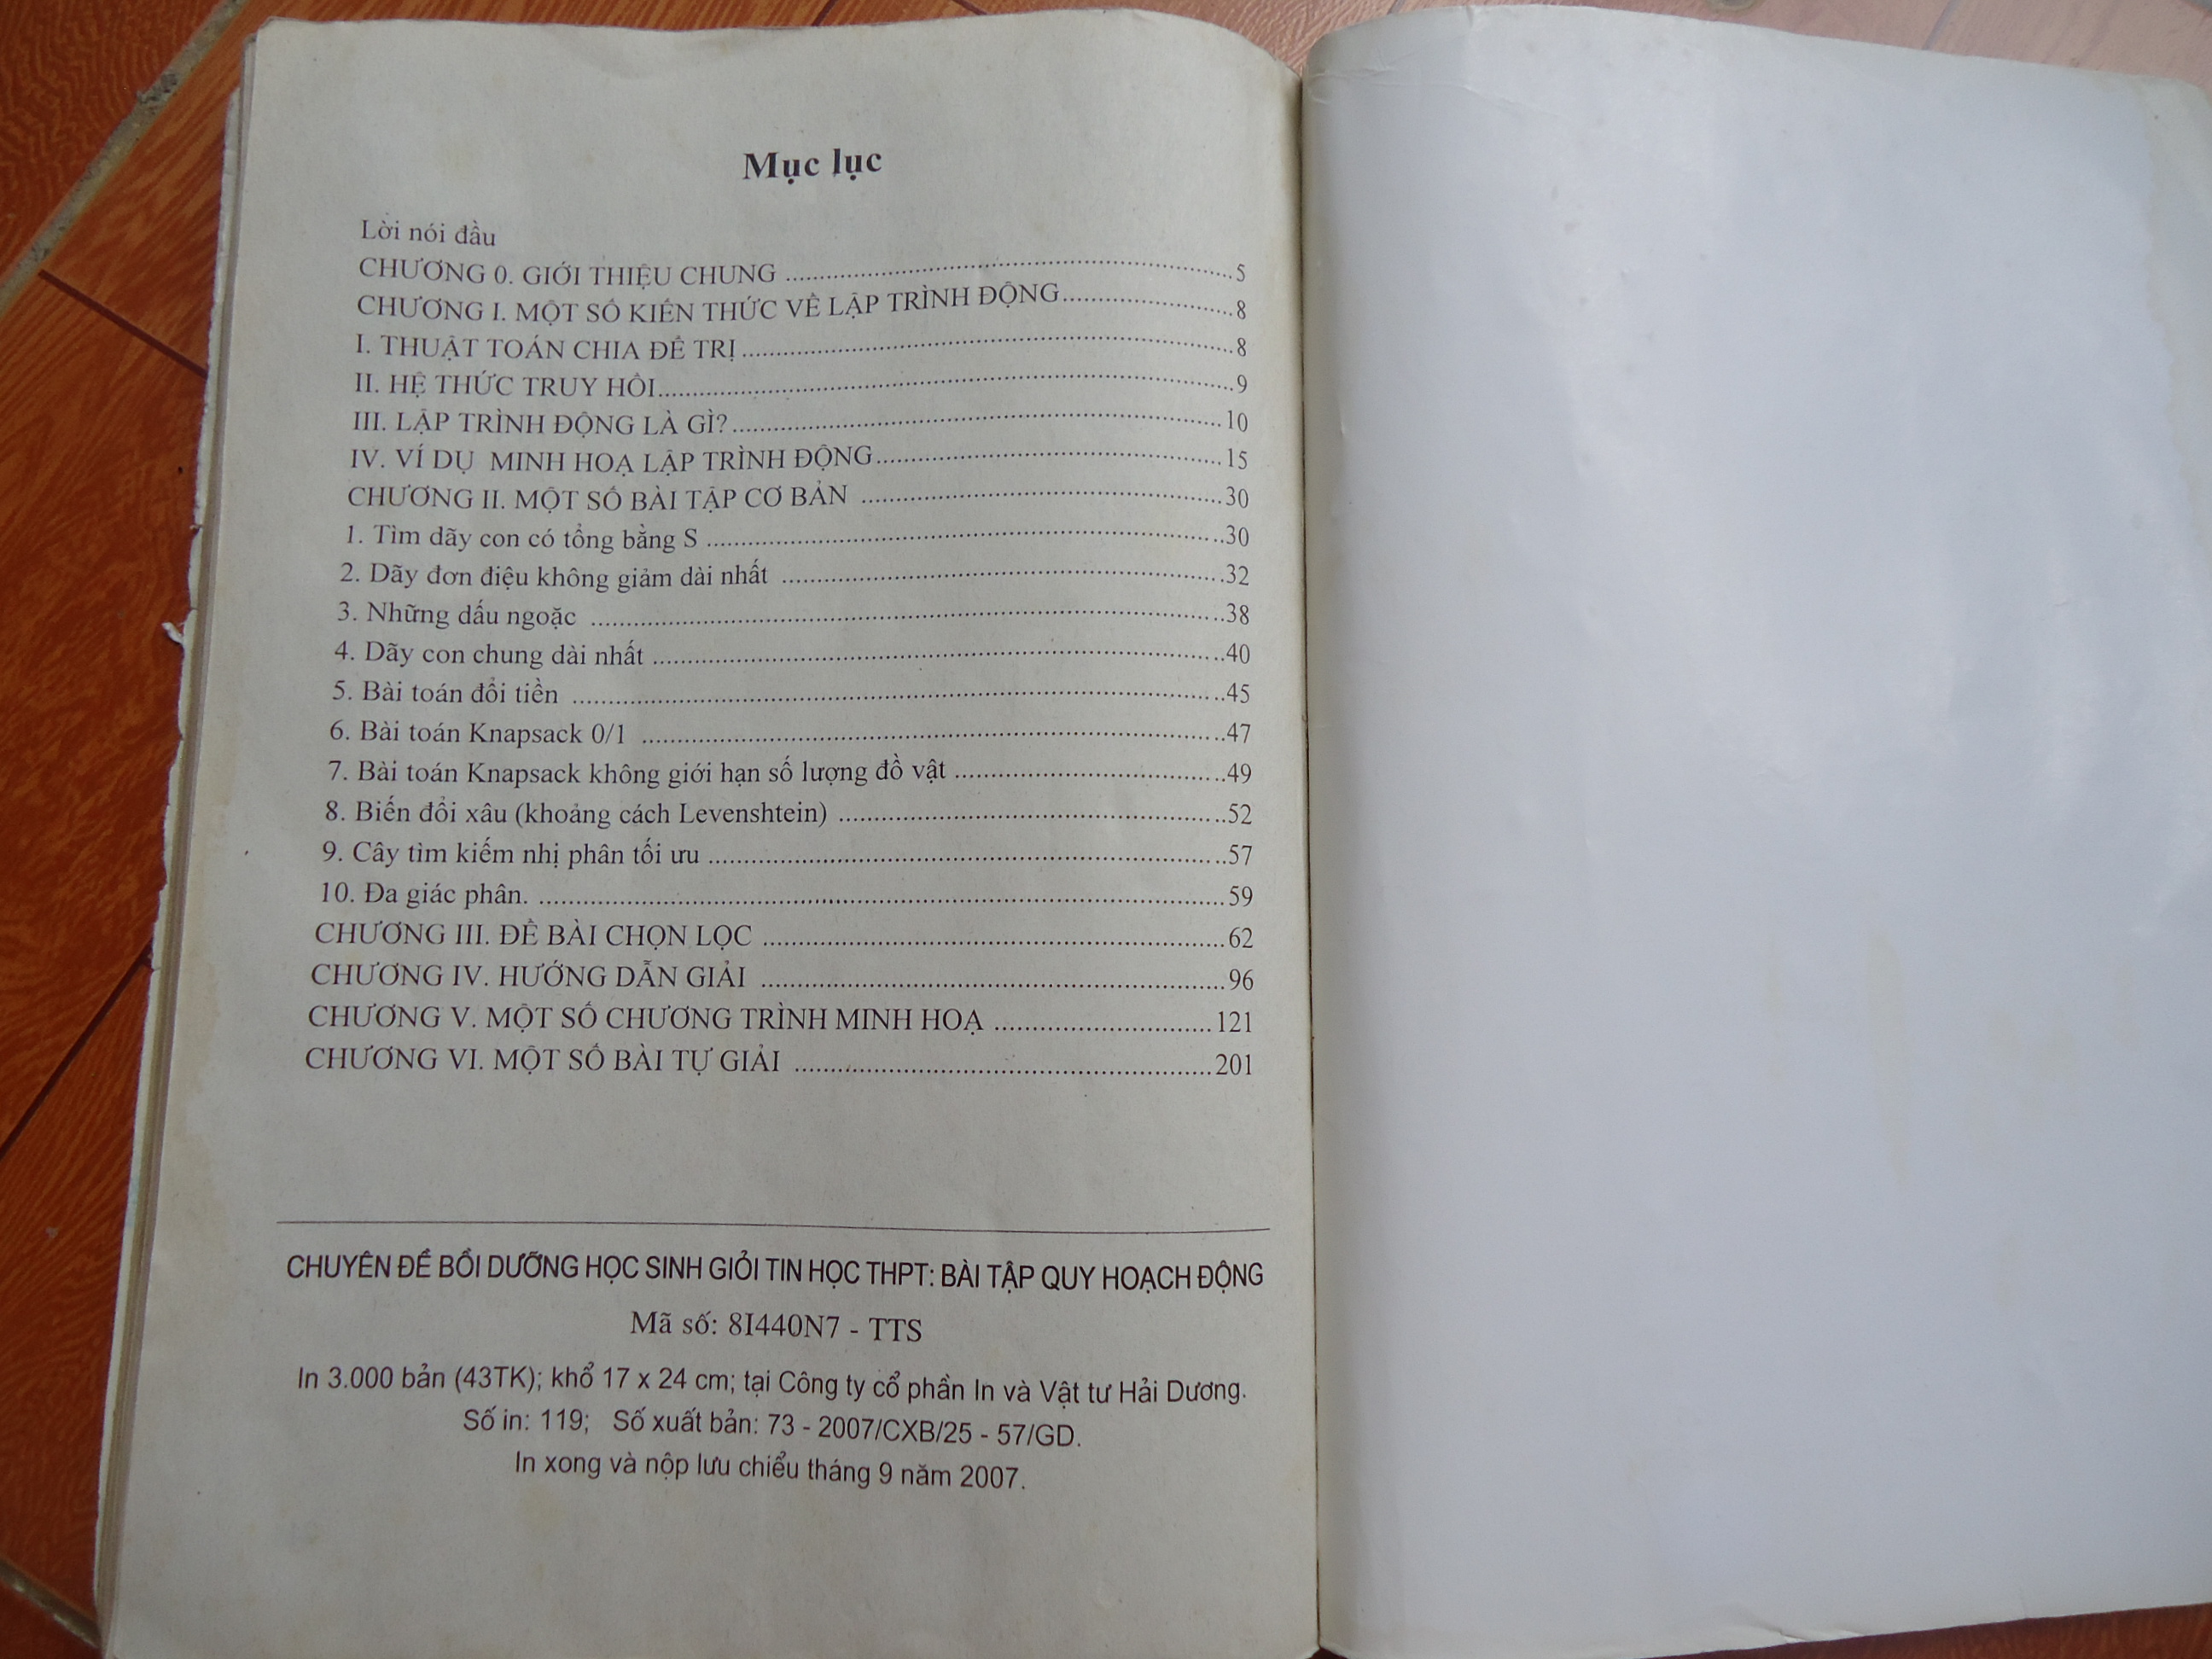 Mục lục
Lời nói đầu
CHƯƠNG 0. GIỚI THIỆU CHUNG ........................................ 5
CHƯƠNG I. MỘT SỐ KIẾN THỨC VỀ LẬP TRÌNH ĐỘNG ........................................ 8
I. THUẬT TOÁN CHIA ĐỂ TRỊ ........................................ 8
II. HỆ THỨC TRUY HỒI ........................................ 9
III. LẬP TRÌNH ĐỘNG LÀ GÌ? ........................................ 10
IV. VÍ DỤ MINH HOẠ LẬP TRÌNH ĐỘNG ........................................ 15
CHƯƠNG II. MỘT SỐ BÀI TẬP CƠ BẢN ........................................ 30
1. Tìm dãy con có tổng bằng S ........................................ 30
2. Dãy đơn điệu không giảm dài nhất ........................................ 32
3. Những dấu ngoặc ........................................ 38
4. Dãy con chung dài nhất ........................................ 40
5. Bài toán đổi tiền ........................................ 45
6. Bài toán Knapsack 0/1 ........................................ 47
7. Bài toán Knapsack không giới hạn số lượng đồ vật ........................................ 49
8. Biến đổi xâu (khoảng cách Levenshtein) ........................................ 52
9. Cây tìm kiếm nhị phân tối ưu ........................................ 57
10. Đa giác phân. ........................................ 59
CHƯƠNG III. ĐỀ BÀI CHỌN LỌC ........................................ 62
CHƯƠNG IV. HƯỚNG DẪN GIẢI ........................................ 96
CHƯƠNG V. MỘT SỐ CHƯƠNG TRÌNH MINH HOẠ ........................................ 121
CHƯƠNG VI. MỘT SỐ BÀI TỰ GIẢI ........................................ 201
CHUYÊN ĐỀ BỒI DƯỠNG HỌC SINH GIỎI TIN HỌC THPT: BÀI TẬP QUY HOẠCH ĐỘNG
Mã số: 8I440N7 - TTS
In 3.000 bản (43TK); khổ 17 x 24 cm; tại Công ty cổ phần In và Vật tư Hải Dương.
Số in: 119; Số xuất bản: 73 - 2007/CXB/25 - 57/GD.
In xong và nộp lưu chiểu tháng 9 năm 2007.